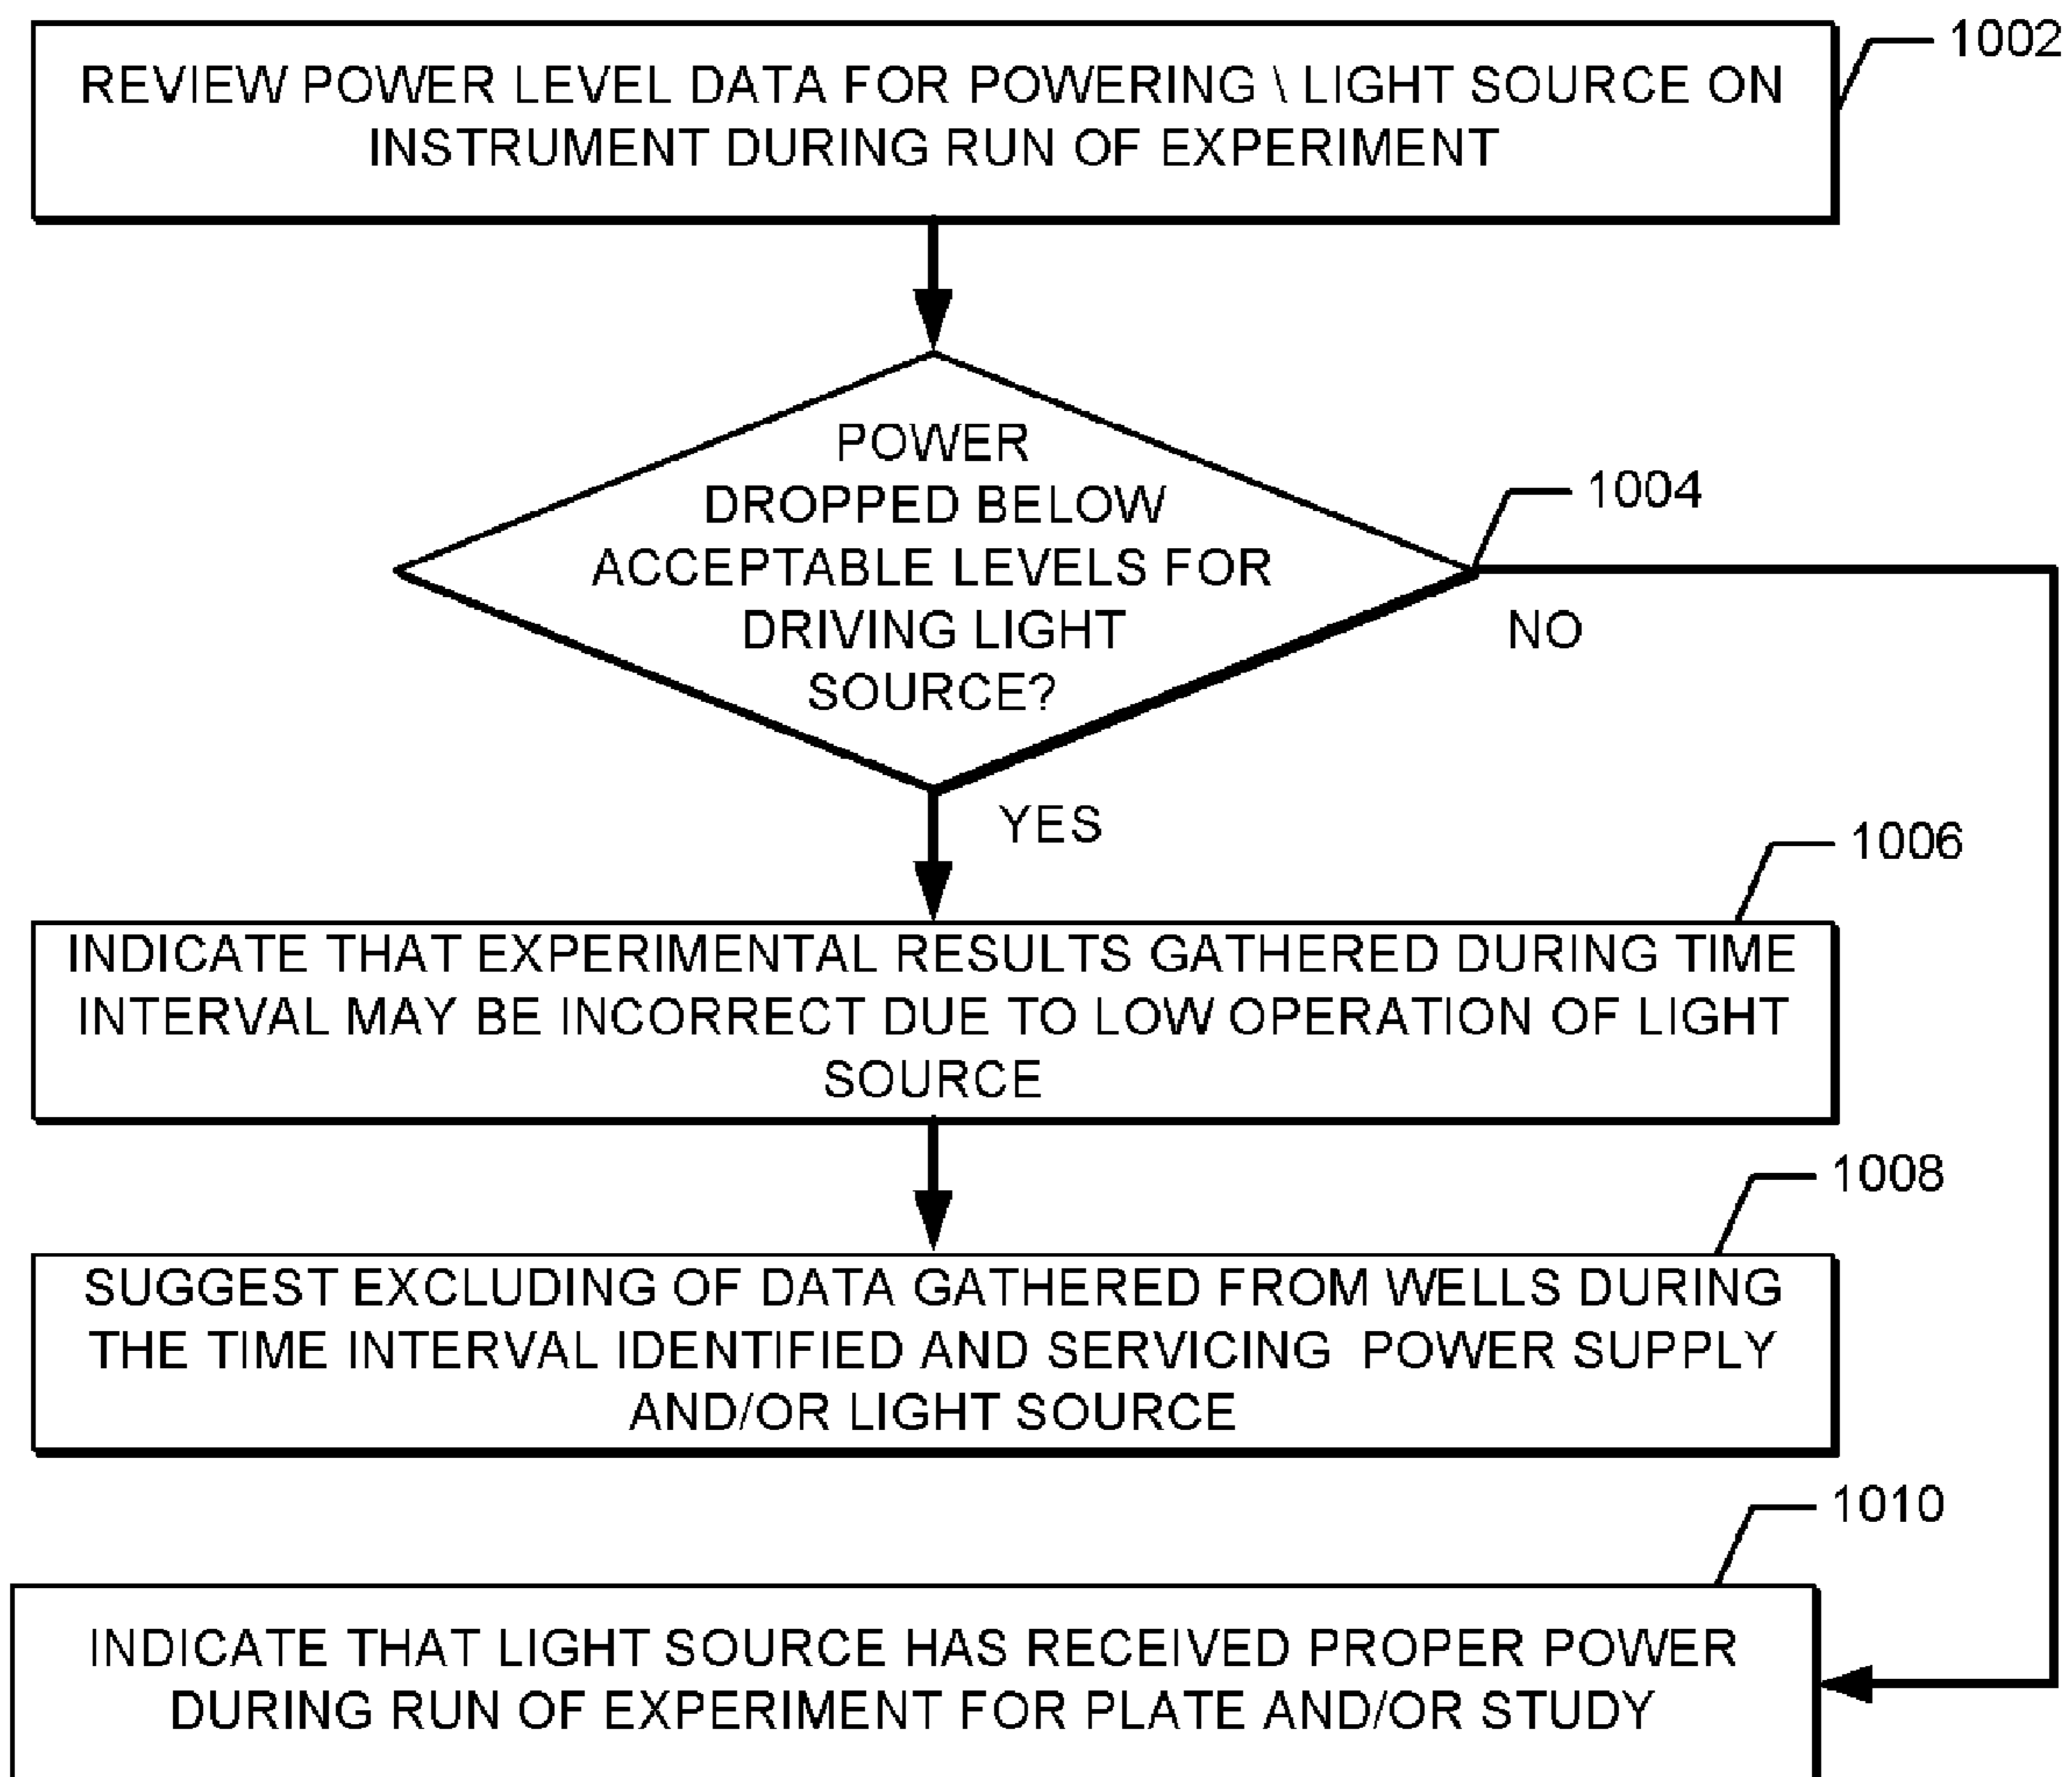 1002
REVIEW POWER LEVEL DATA FOR POWERING \ LIGHT SOURCE ON
INSTRUMENT DURING RUN OF EXPERIMENT
POWER
DROPPED BELOW
ACCEPTABLE LEVELS FOR
DRIVING LIGHT
SOURCE?
1004
NO
YES
1006
INDICATE THAT EXPERIMENTAL RESULTS GATHERED DURING TIME
INTERVAL MAY BE INCORRECT DUE TO LOW OPERATION OF LIGHT
SOURCE
1008
SUGGEST EXCLUDING OF DATA GATHERED FROM WELLS DURING
THE TIME INTERVAL IDENTIFIED AND SERVICING  POWER SUPPLY
AND/OR LIGHT SOURCE
1010
INDICATE THAT LIGHT SOURCE HAS RECEIVED PROPER POWER
DURING RUN OF EXPERIMENT FOR PLATE AND/OR STUDY